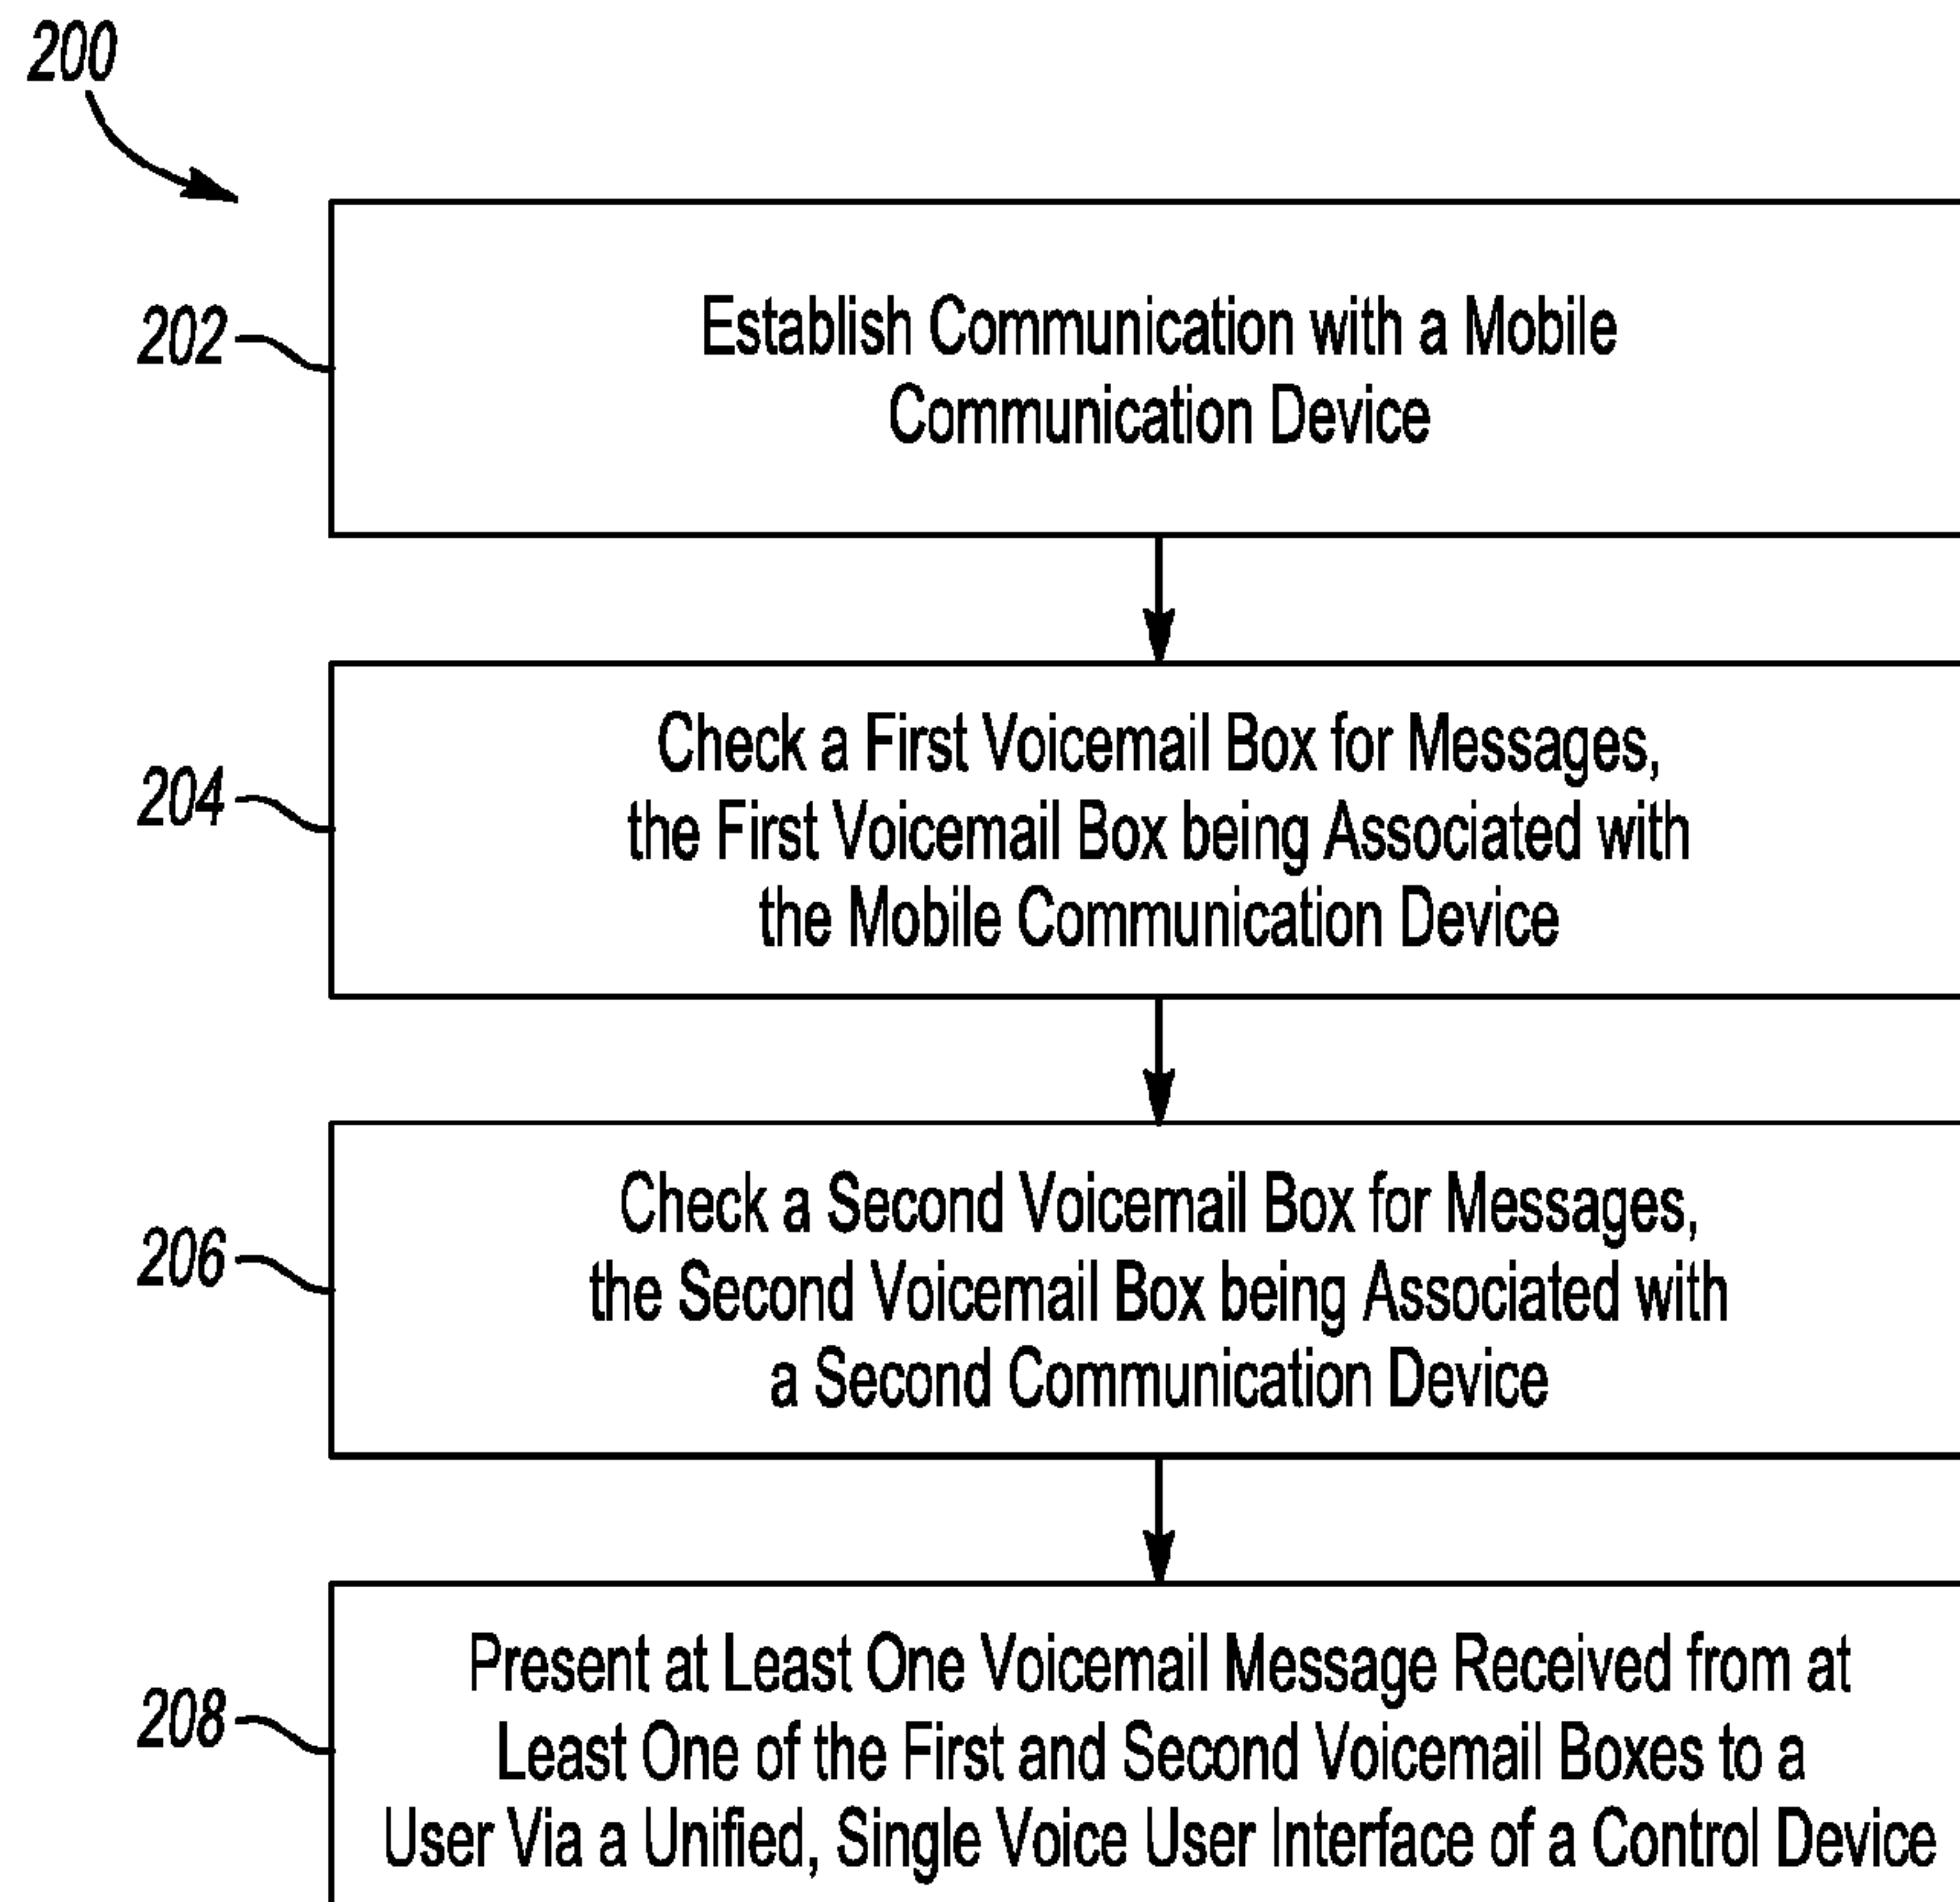 200
202
Establish Communication with a Mobile
Communication Device
204
Check a First Voicemail Box for Messages,
the First Voicemail Box being Associated with
the Mobile Communication Device
206
Check a Second Voicemail Box for Messages,
the Second Voicemail Box being Associated with
a Second Communication Device
208
Present at Least One Voicemail Message Received from at
Least One of the First and Second Voicemail Boxes to a
User Via a Unified, Single Voice User Interface of a Control Device